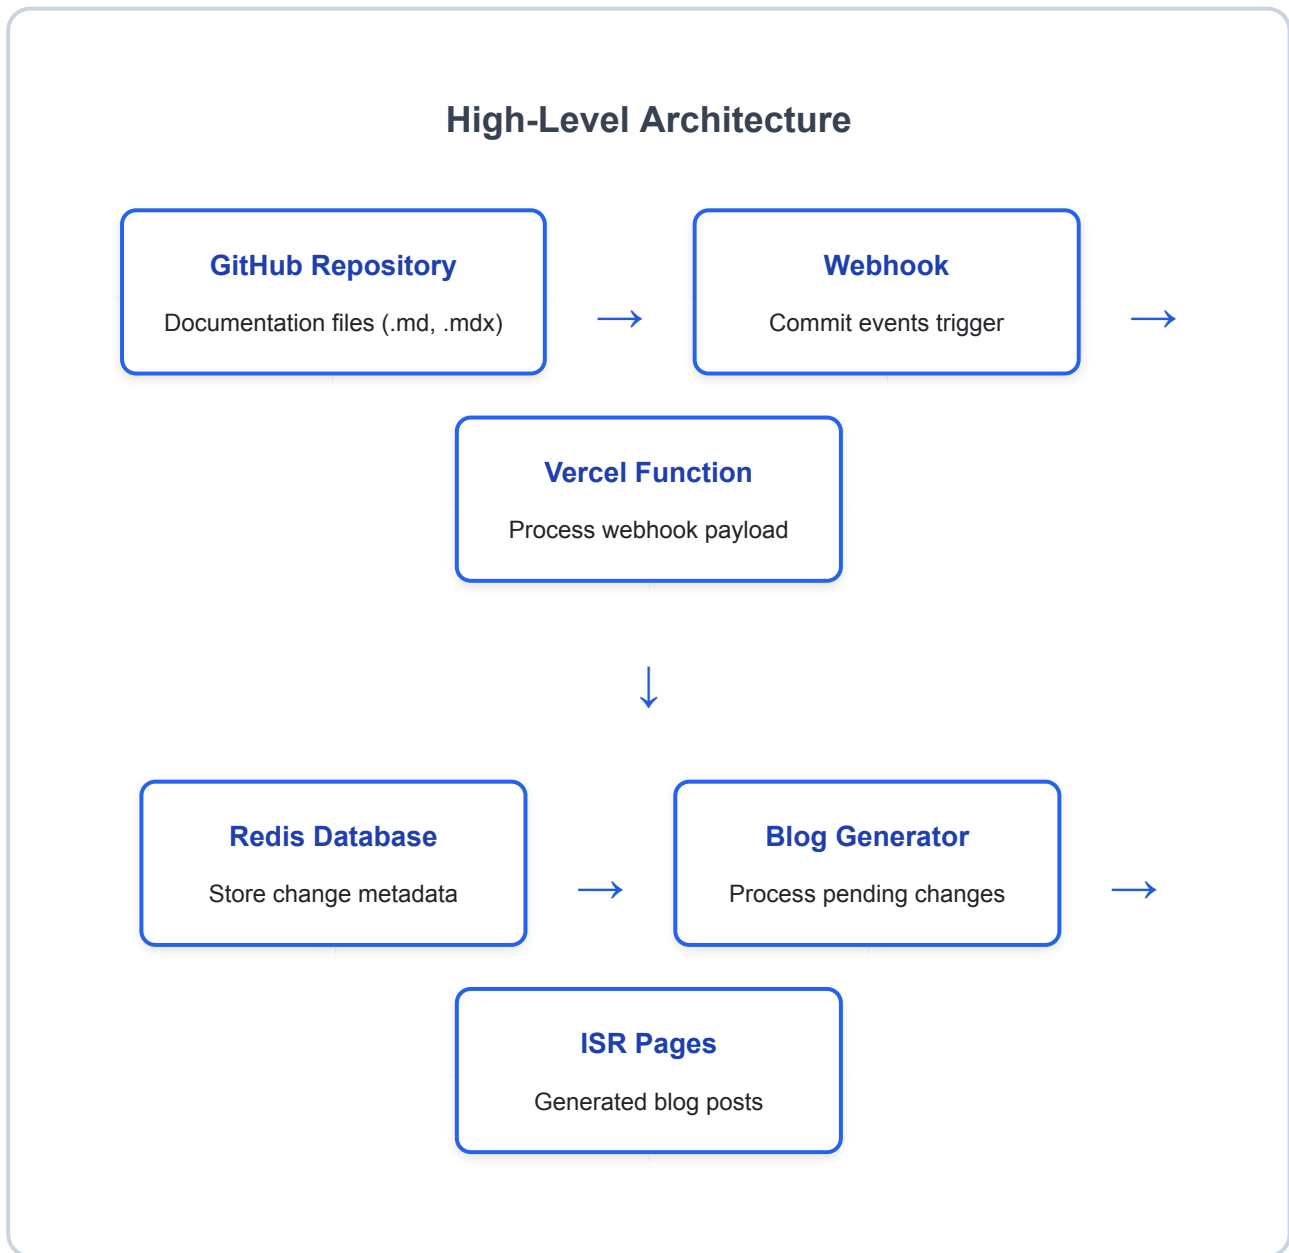 High-Level Architecture
GitHub Repository
Documentation files (.md, .mdx)
→
Webhook
Commit events trigger
→
Vercel Function
Process webhook payload
↓
Redis Database
Store change metadata
→
Blog Generator
Process pending changes
→
ISR Pages
Generated blog posts